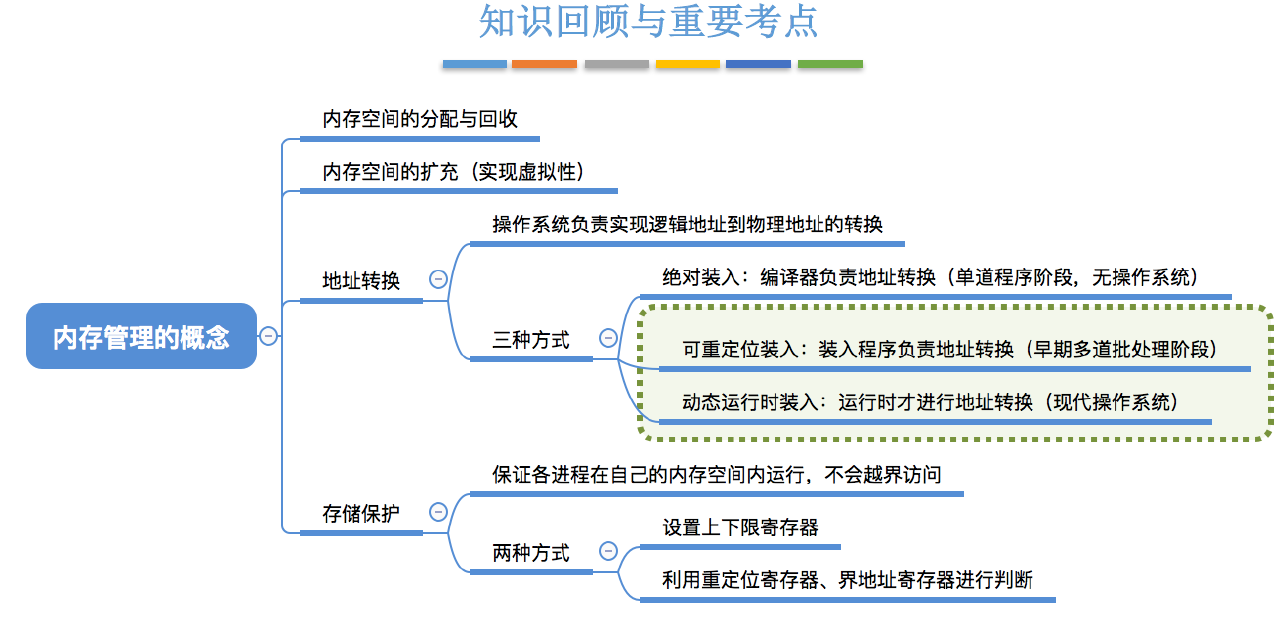 知识回顾与重要考点
内存空间的分配与回收
内存空间的扩充（实现虚拟性）
操作系统负责实现逻辑地址到物理地址的转换
地址转换
绝对装入：编译器负责地址转换（单道程序阶段，无操作系统）
三种方式
可重定位装入：装入程序负责地址转换（早期多道批处理阶段）
动态运行时装入：运行时才进行地址转换（现代操作系统）
内存管理的概念
保证各进程在自己的内存空间内运行，不会越界访问
存储保护
设置上下限寄存器
两种方式
利用重定位寄存器、界地址寄存器进行判断